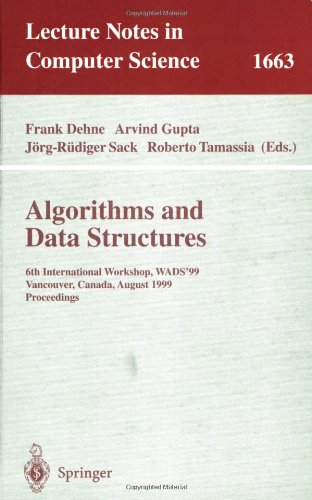 Lecture Notes in
Computer Science 1663
Frank Dehne Arvind Gupta
Jörg-Rüdiger Sack Roberto Tamassia (Eds.)
Algorithms and
Data Structures
6th International Workshop, WADS'99
Vancouver, Canada, August 1999
Proceedings
Springer